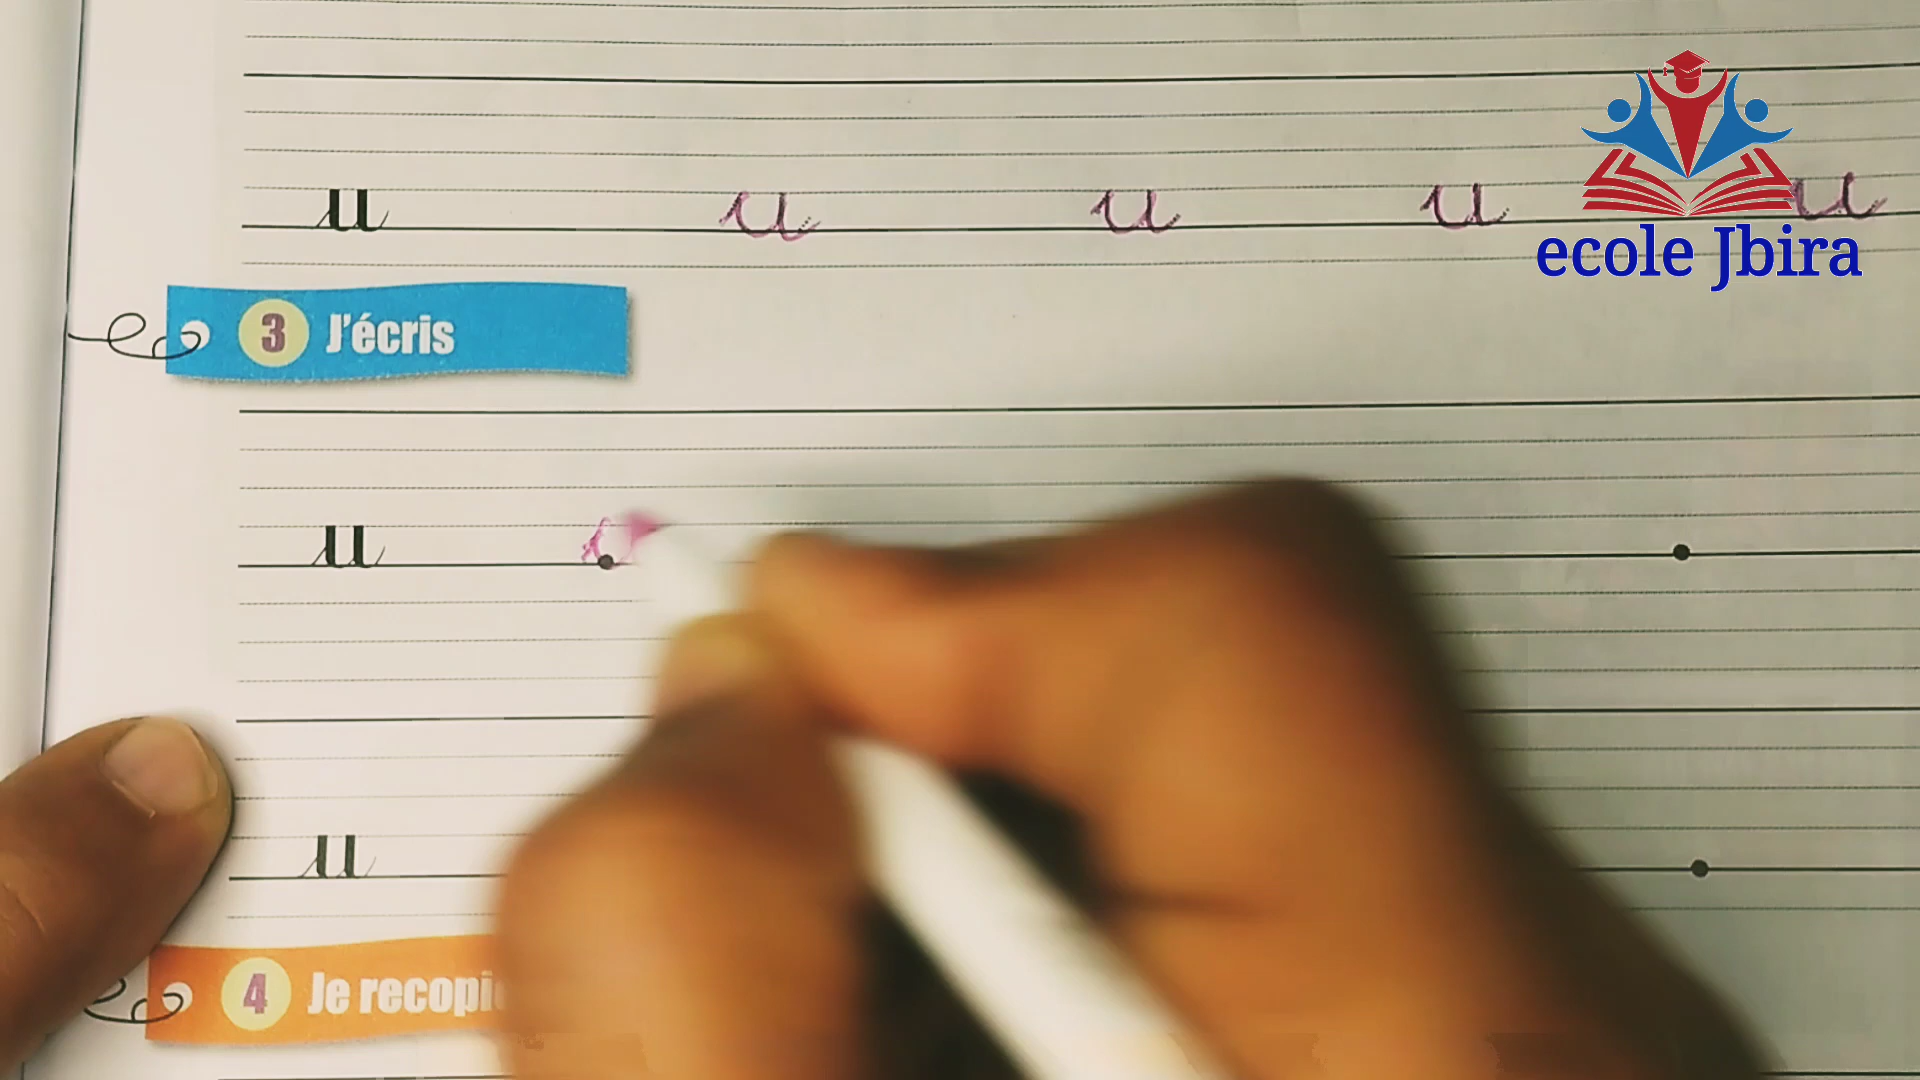 u u u u u
ecole Jbira
3 J'écris
u
u
4 Je recopi